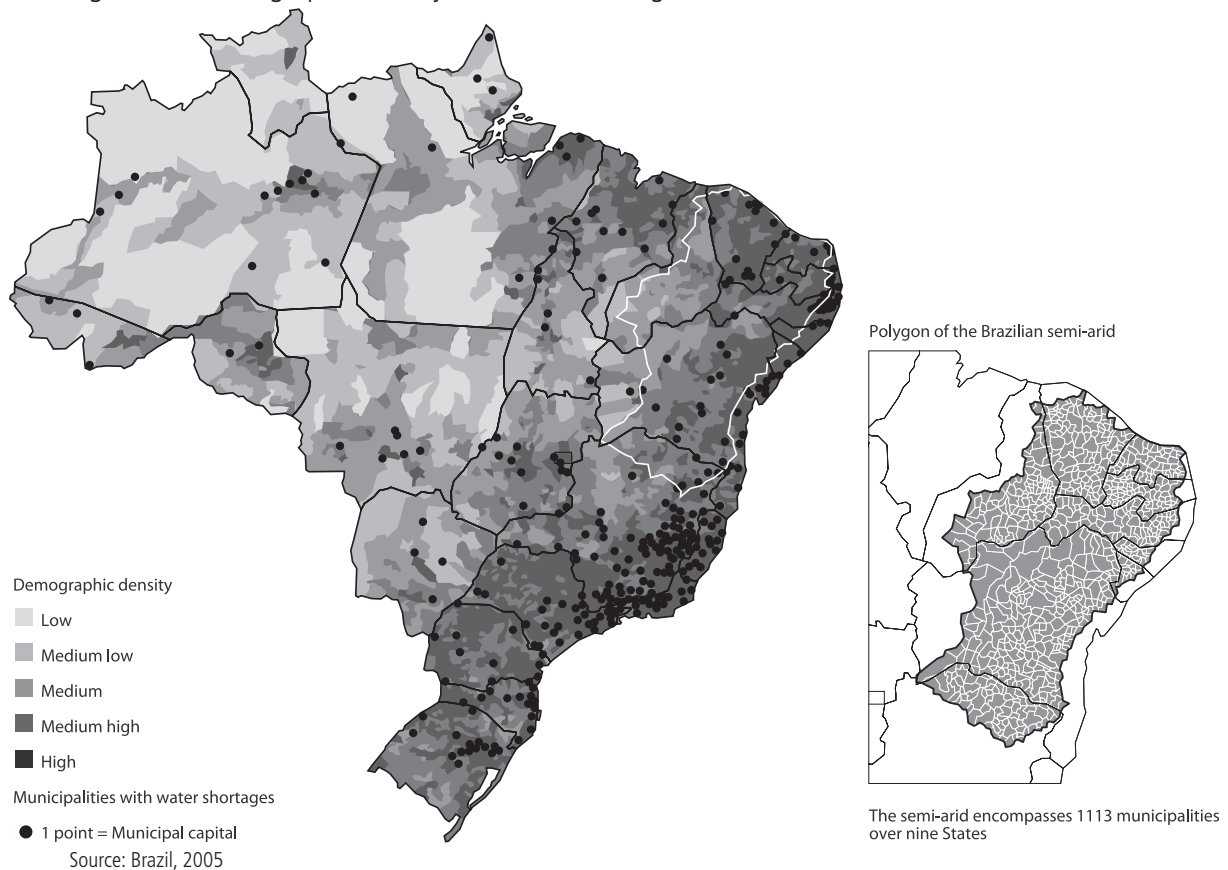 Polygon of the Brazilian semi-arid
Demographic density
Low
Medium low
Medium
Medium high
High
Municipalities with water shortages
1 point = Municipal capital
Source: Brazil, 2005
The semi-arid encompasses 1113 municipalities
over nine States